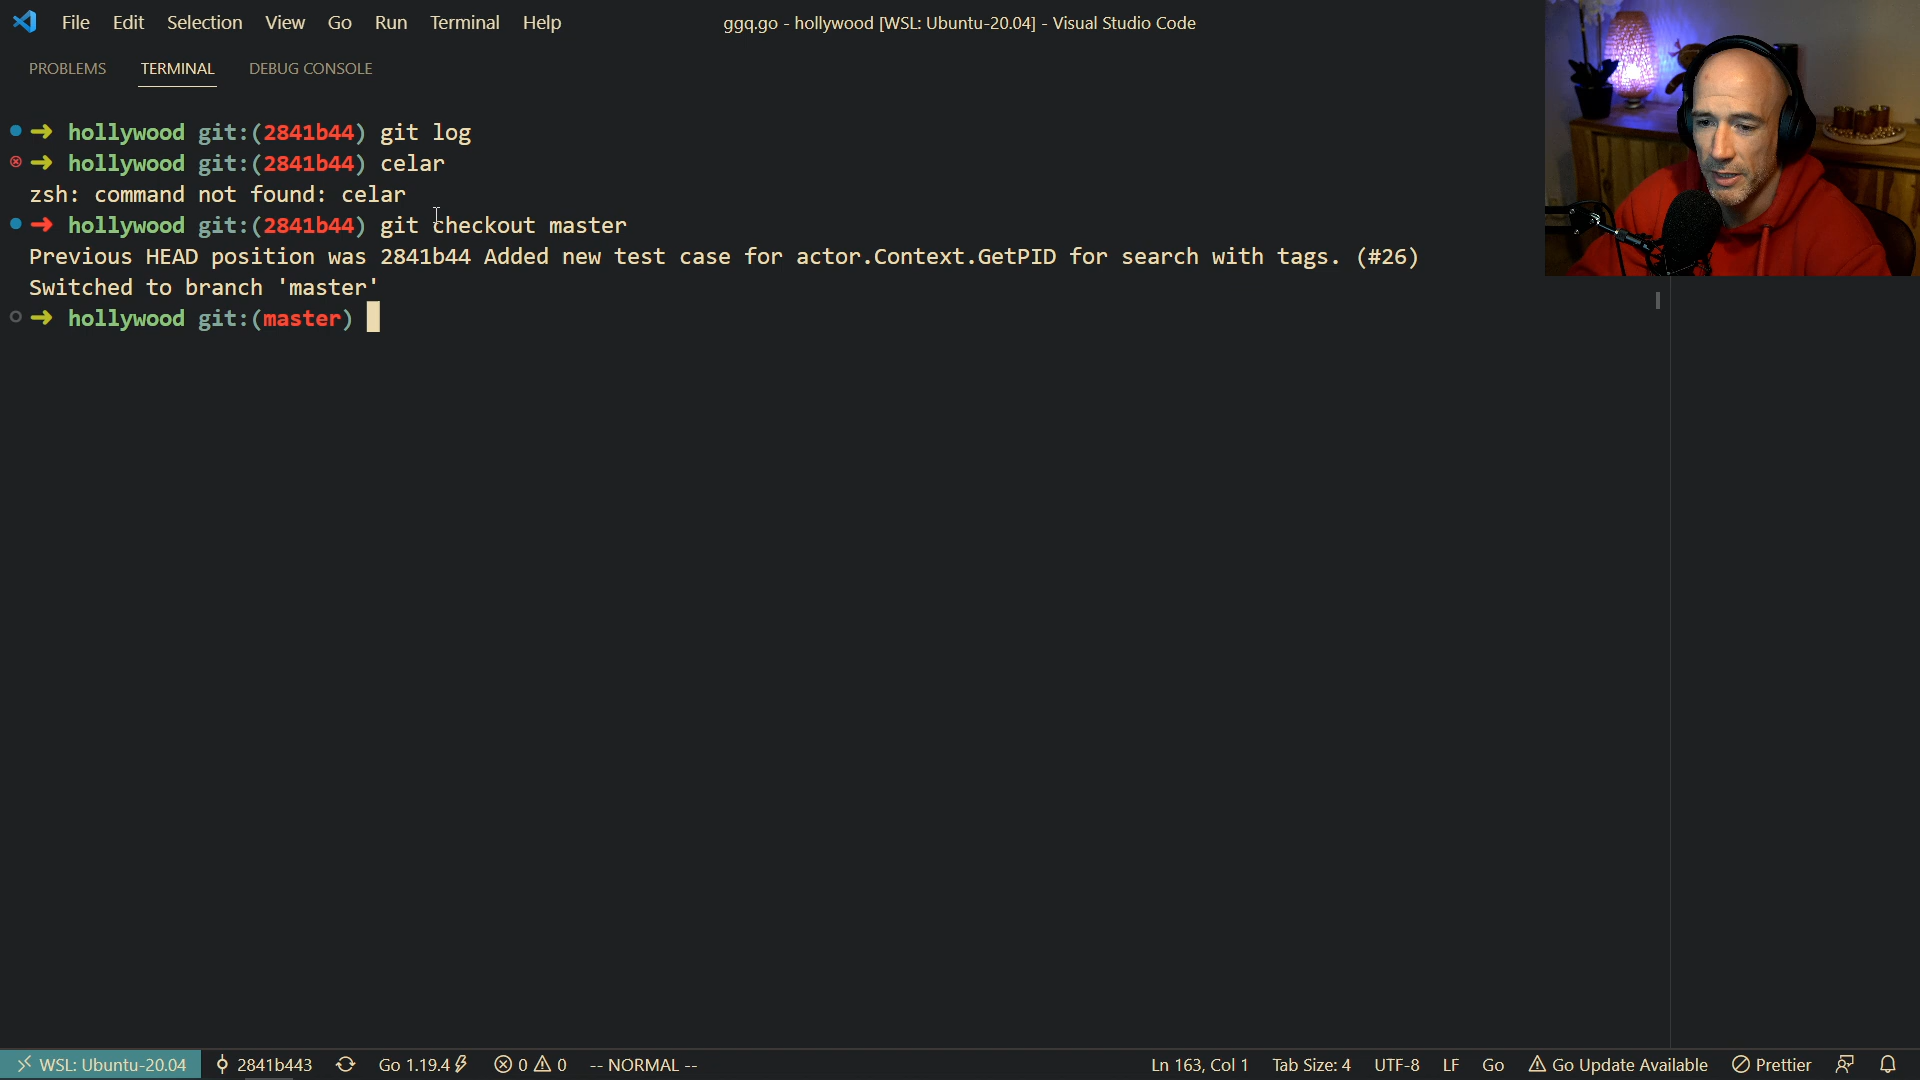 File Edit Selection View Go Run Terminal Help ggq.go - hollywood [WSL: Ubuntu-20.04] - Visual Studio Code
PROBLEMS TERMINAL DEBUG CONSOLE
➜ hollywood git:(2841b44) git log
➜ hollywood git:(2841b44) celar
zsh: command not found: celar
➜ hollywood git:(2841b44) git checkout master
Previous HEAD position was 2841b44 Added new test case for actor.Context.GetPID for search with tags. (#26)
Switched to branch 'master'
➜ hollywood git:(master)
WSL: Ubuntu-20.04 2841b443 Go 1.19.4 0 0 -- NORMAL -- Ln 163, Col 1 Tab Size: 4 UTF-8 LF Go Go Update Available Prettier